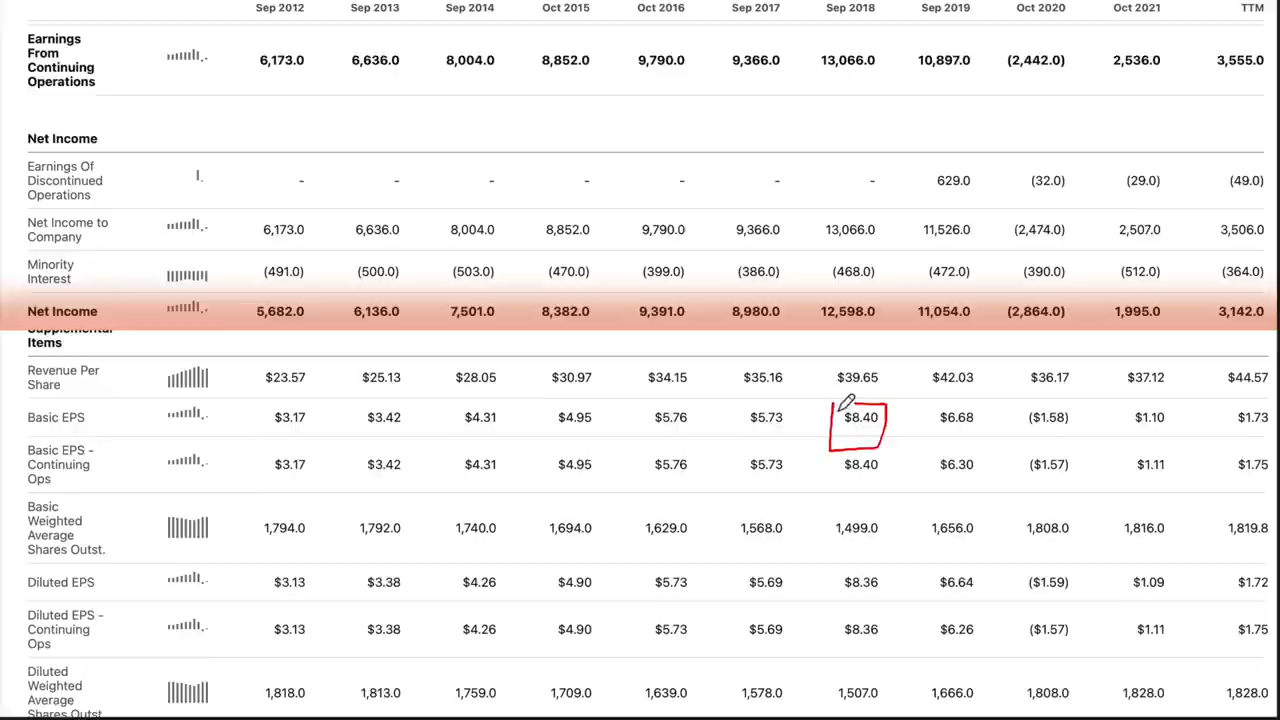 Sep 2012 Sep 2013 Sep 2014 Oct 2015 Oct 2016 Sep 2017 Sep 2018 Sep 2019 Oct 2020 Oct 2021 TTM
Earnings
From
Continuing
Operations
6,173.0 6,636.0 8,004.0 8,852.0 9,790.0 9,366.0 13,066.0 10,897.0 (2,442.0) 2,536.0 3,555.0
Net Income
Earnings Of
Discontinued
Operations
- - - - - - - 629.0 (32.0) (29.0) (49.0)
Net Income to
Company
6,173.0 6,636.0 8,004.0 8,852.0 9,790.0 9,366.0 13,066.0 11,526.0 (2,474.0) 2,507.0 3,506.0
Minority
Interest
(491.0) (500.0) (503.0) (470.0) (399.0) (386.0) (468.0) (472.0) (390.0) (512.0) (364.0)
Net Income 5,682.0 6,136.0 7,501.0 8,382.0 9,391.0 8,980.0 12,598.0 11,054.0 (2,864.0) 1,995.0 3,142.0
Supplemental
Items
Revenue Per
Share
$23.57 $25.13 $28.05 $30.97 $34.15 $35.16 $39.65 $42.03 $36.17 $37.12 $44.57
Basic EPS $3.17 $3.42 $4.31 $4.95 $5.76 $5.73 $8.40 $6.68 ($1.58) $1.10 $1.73
Basic EPS -
Continuing
Ops
$3.17 $3.42 $4.31 $4.95 $5.76 $5.73 $8.40 $6.30 ($1.57) $1.11 $1.75
Basic
Weighted
Average
Shares Outst.
1,794.0 1,792.0 1,740.0 1,694.0 1,629.0 1,568.0 1,499.0 1,656.0 1,808.0 1,816.0 1,819.8
Diluted EPS $3.13 $3.38 $4.26 $4.90 $5.73 $5.69 $8.36 $6.64 ($1.59) $1.09 $1.72
Diluted EPS -
Continuing
Ops
$3.13 $3.38 $4.26 $4.90 $5.73 $5.69 $8.36 $6.26 ($1.57) $1.11 $1.75
Diluted
Weighted
Average
Shares Outst.
1,818.0 1,813.0 1,759.0 1,709.0 1,639.0 1,578.0 1,507.0 1,666.0 1,808.0 1,828.0 1,828.0